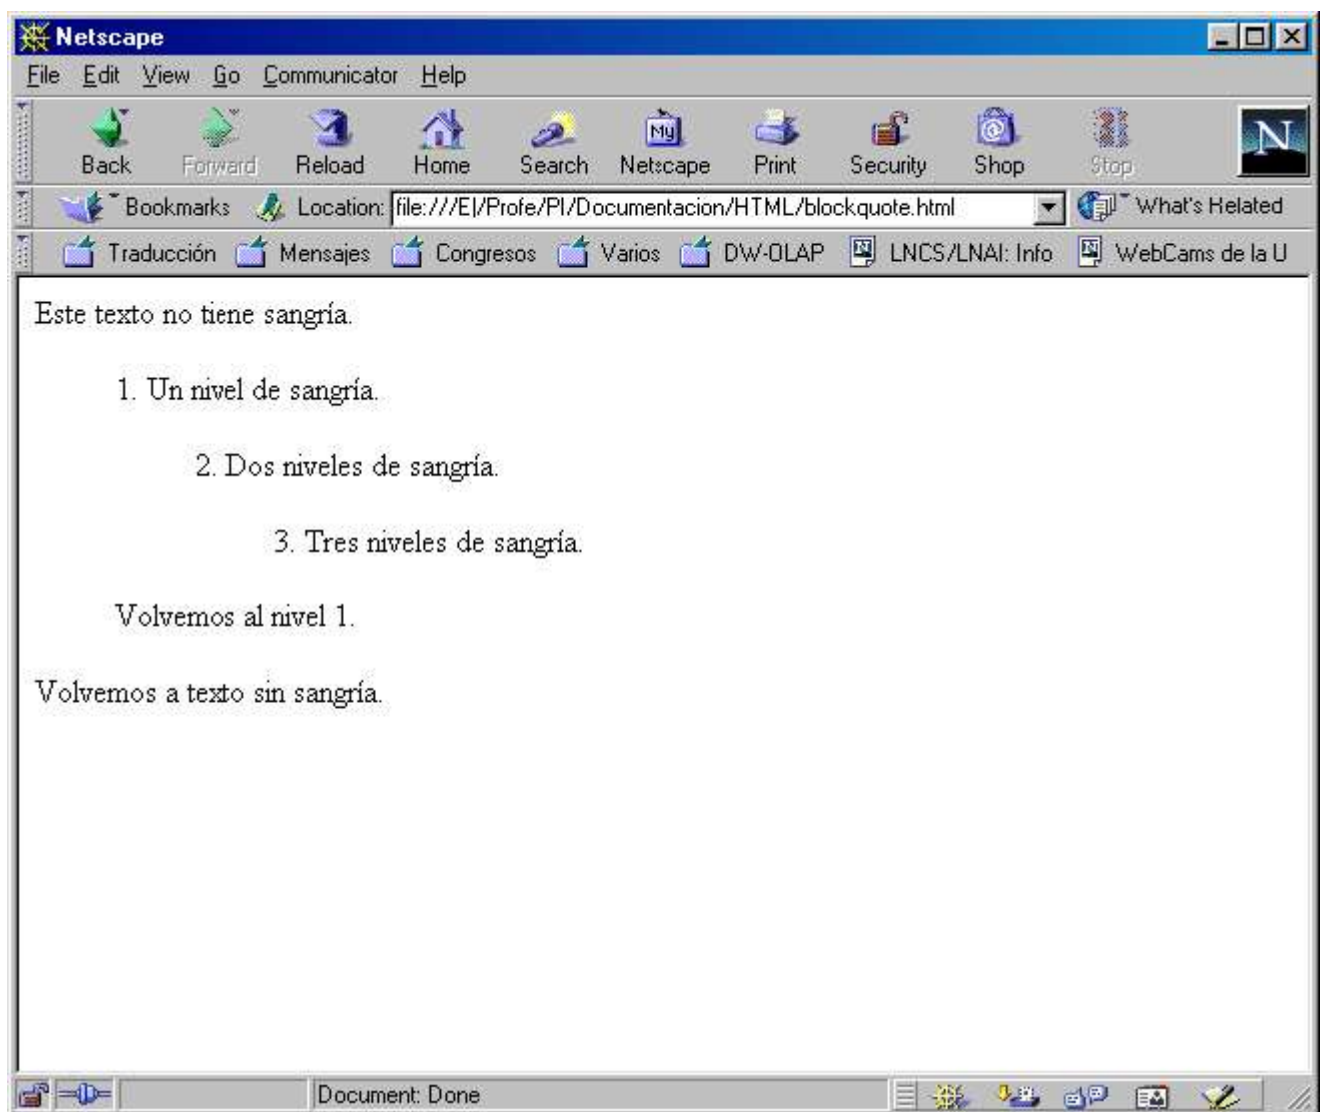 Netscape
File Edit View Go Communicator Help
Back Forward Reload Home Search Netscape Print Security Shop Stop
My
N
Bookmarks Location: file:///E|/Profe/PI/Documentacion/HTML/blockquote.html What's Related
Traducción Mensajes Congresos Varios DW-OLAP LNCS/LNAI: Info WebCams de la U
Este texto no tiene sangría.
1. Un nivel de sangría.
2. Dos niveles de sangría.
3. Tres niveles de sangría.
Volvemos al nivel 1.
Volvemos a texto sin sangría.
Document: Done